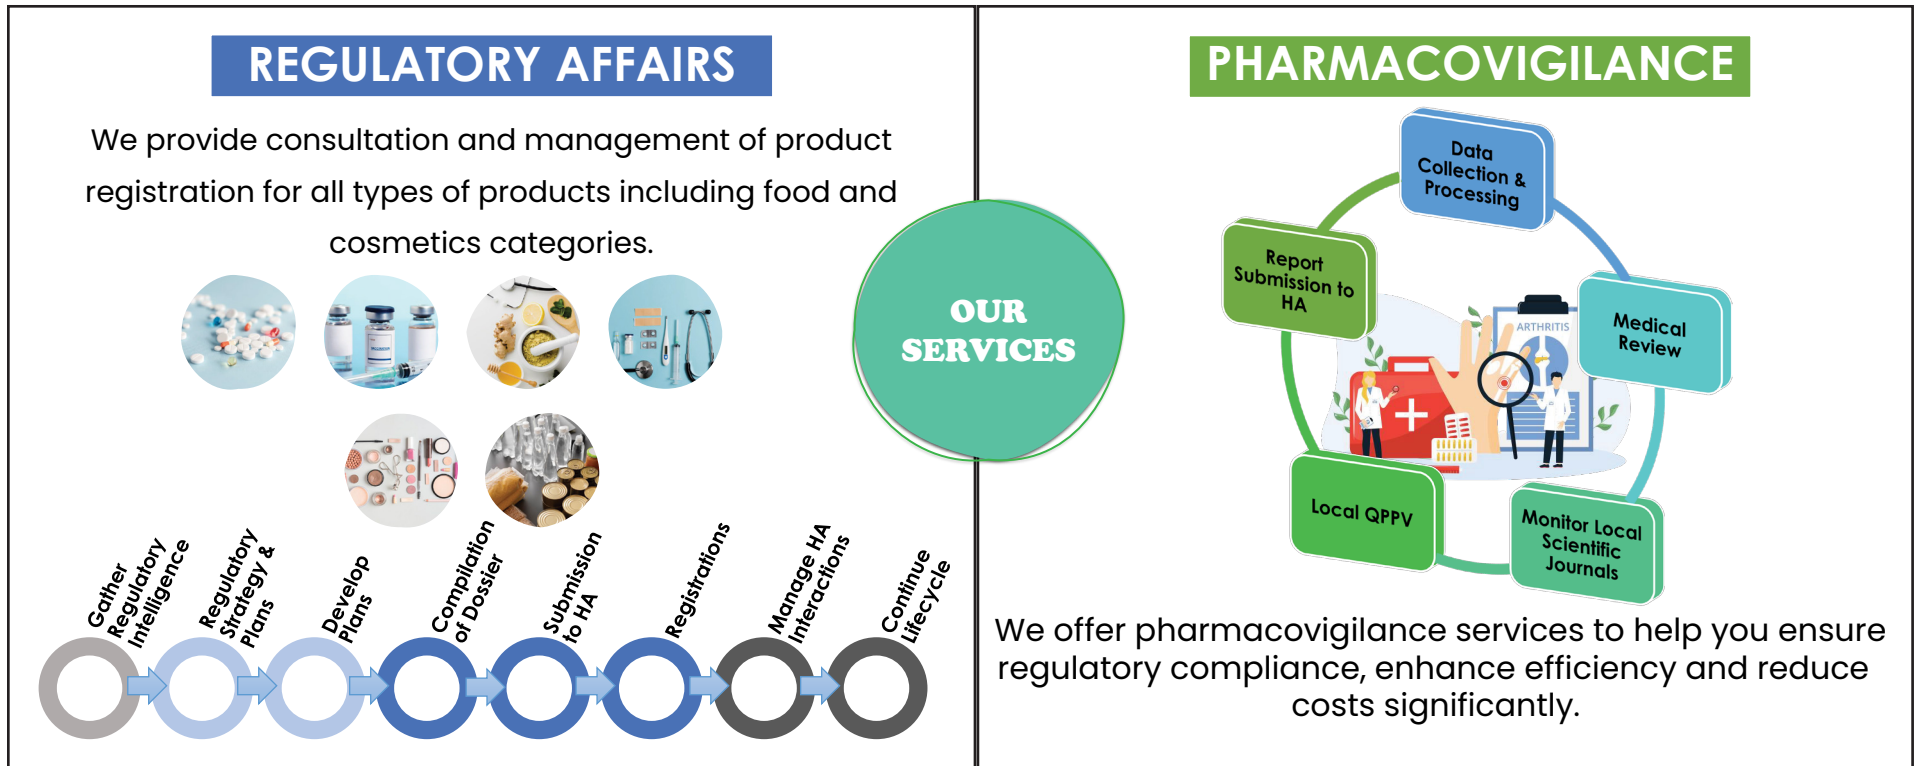 REGULATORY AFFAIRS
We provide consultation and management of product
registration for all types of products including food and
cosmetics categories.
Gather
Regulatory
Intelligence
Regulatory
Strategy &
Plans
Develop
Plans
Compilation
of Dossier
Submission
to HA
Registrations
Manage HA
Interactions
Continue
Lifecycle
OUR
SERVICES
PHARMACOVIGILANCE
Data
Collection &
Processing
Medical
Review
Monitor Local
Scientific
Journals
Local QPPV
Report
Submission to
HA
ARTHRITIS
We offer pharmacovigilance services to help you ensure
regulatory compliance, enhance efficiency and reduce
costs significantly.